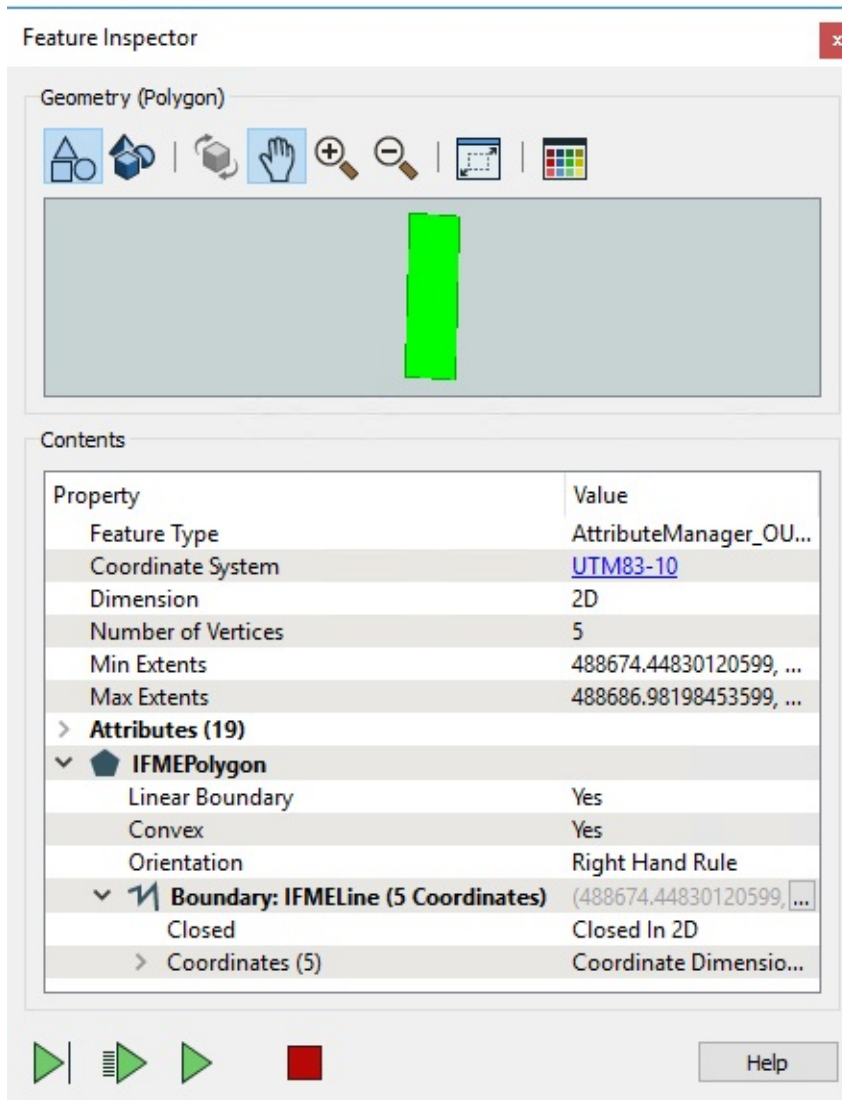 Feature Inspector
x
Geometry (Polygon)
Contents
Property Value
Feature Type AttributeManager_OU...
Coordinate System UTM83-10
Dimension 2D
Number of Vertices 5
Min Extents 488674.44830120599, ...
Max Extents 488686.98198453599, ...
Attributes (19)
IFMEPolygon
Linear Boundary Yes
Convex Yes
Orientation Right Hand Rule
Boundary: IFMELine (5 Coordinates) (488674.44830120599, ...
Closed Closed In 2D
Coordinates (5) Coordinate Dimensio...
Help